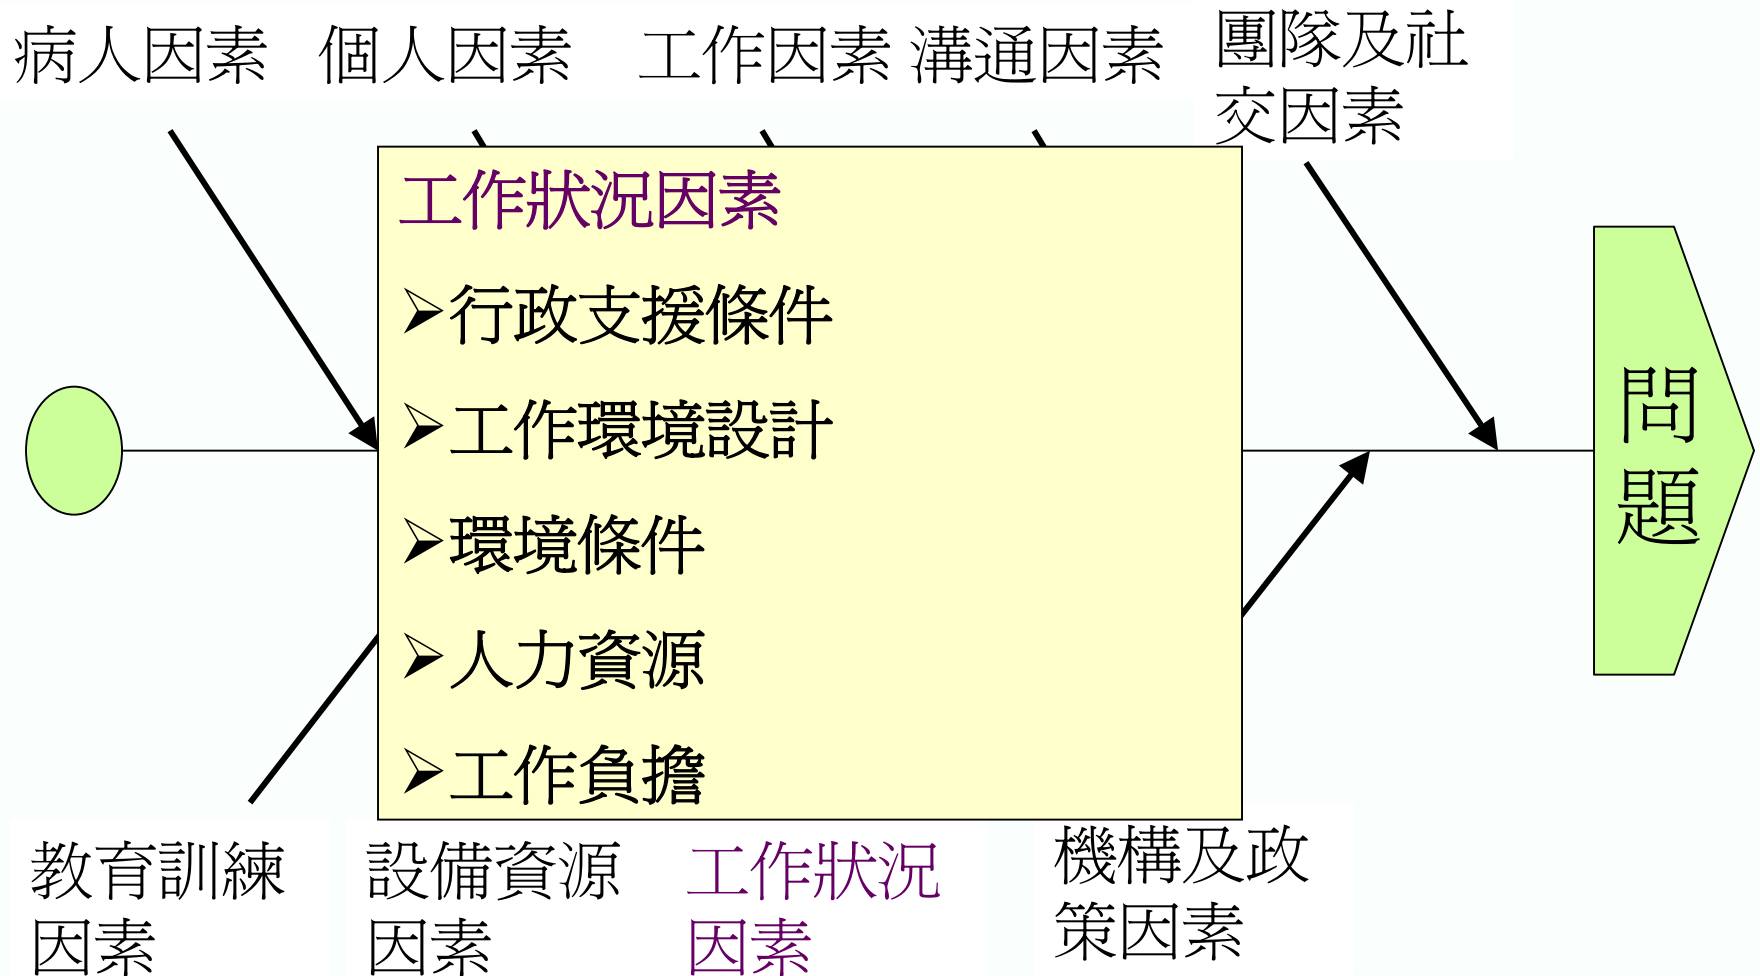 病人因素
個人因素
工作因素
溝通因素
團隊及社
交因素
工作狀況因素
➢行政支援條件
➢工作環境設計
➢環境條件
➢人力資源
➢工作負擔
問
題
教育訓練
因素
設備資源
因素
工作狀況
因素
機構及政
策因素